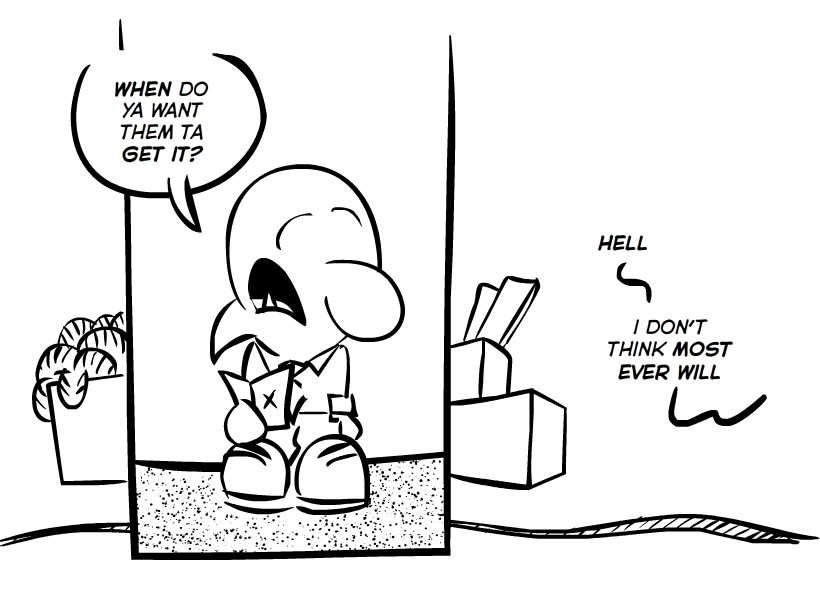 WHEN DO
YA WANT
THEM TA
GET IT?
HELL
I DON'T
THINK MOST
EVER WILL